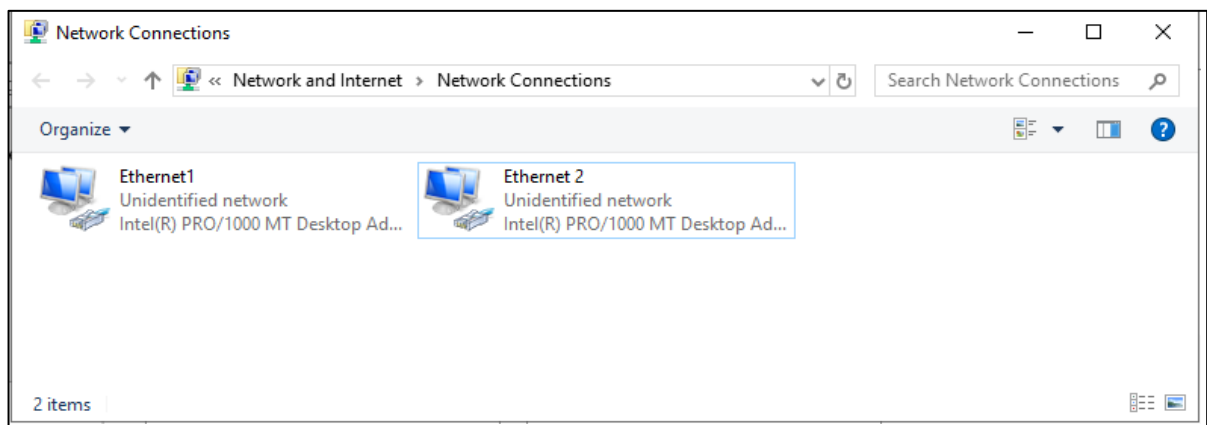 Network Connections
« Network and Internet > Network Connections
Search Network Connections
Organize
Ethernet1
Unidentified network
Intel(R) PRO/1000 MT Desktop Ad...
Ethernet 2
Unidentified network
Intel(R) PRO/1000 MT Desktop Ad...
2 items